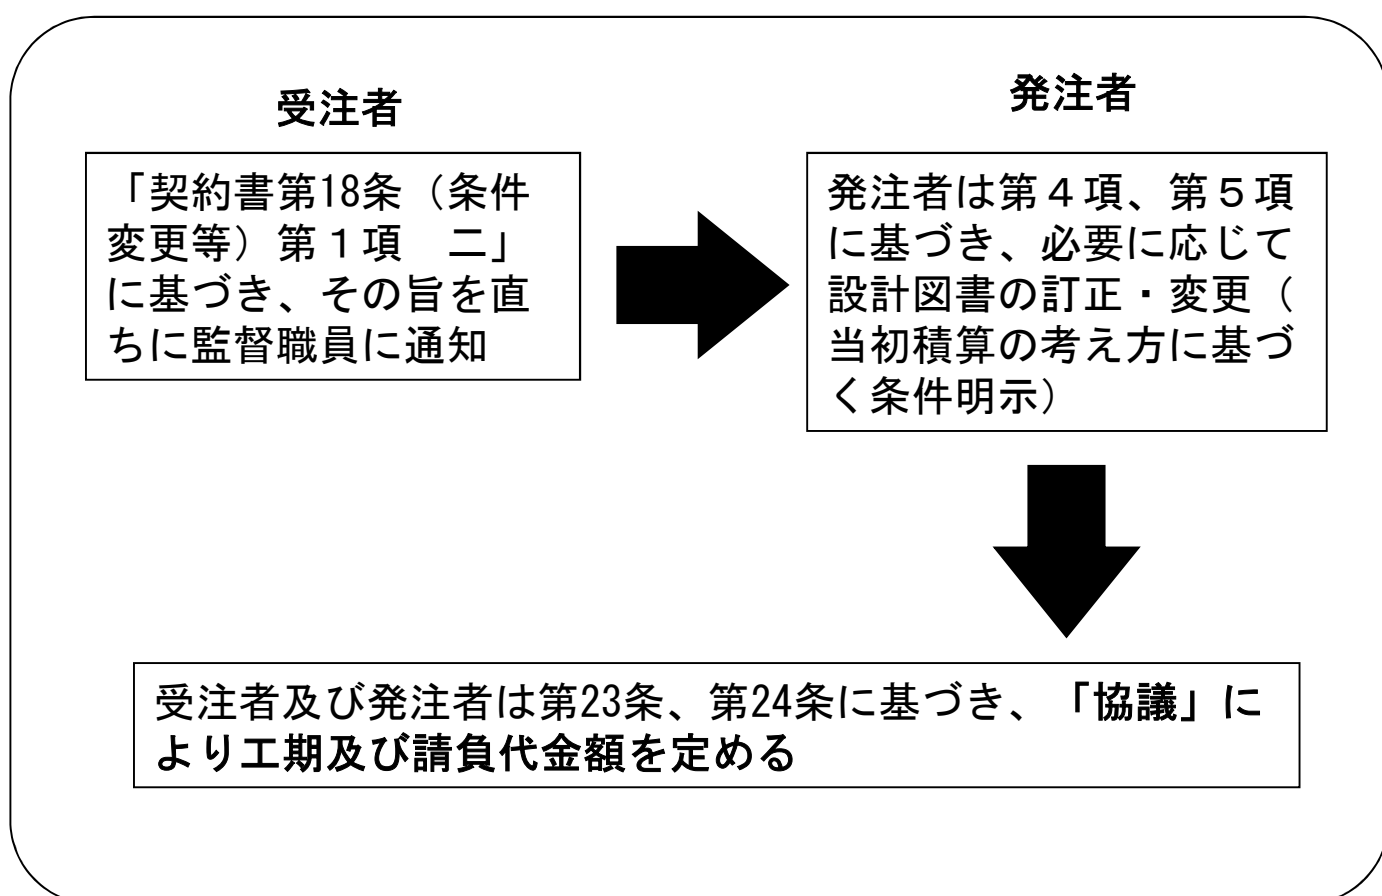 受注者
「契約書第18条（条件
変更等）第１項　二」
に基づき、その旨を直
ちに監督職員に通知
発注者
発注者は第４項、第５項
に基づき、必要に応じて
設計図書の訂正・変更（
当初積算の考え方に基づ
く条件明示）
受注者及び発注者は第23条、第24条に基づき、「協議」に
より工期及び請負代金額を定める